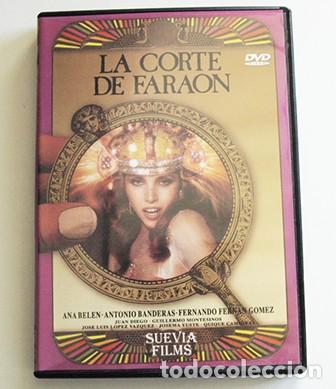 DVD
LA CORTE
DE FARAON
ANA BELEN-ANTONIO BANDERAS-FERNANDO FERNAN GOMEZ
JUAN DIEGO - GUILLERMO MONTESINOS
JOSE LUIS LOPEZ VAZQUEZ - JOSEMA YUSTE - QUIQUE CAMOIRAS
SUEVIA
FILMS
todocoleccion